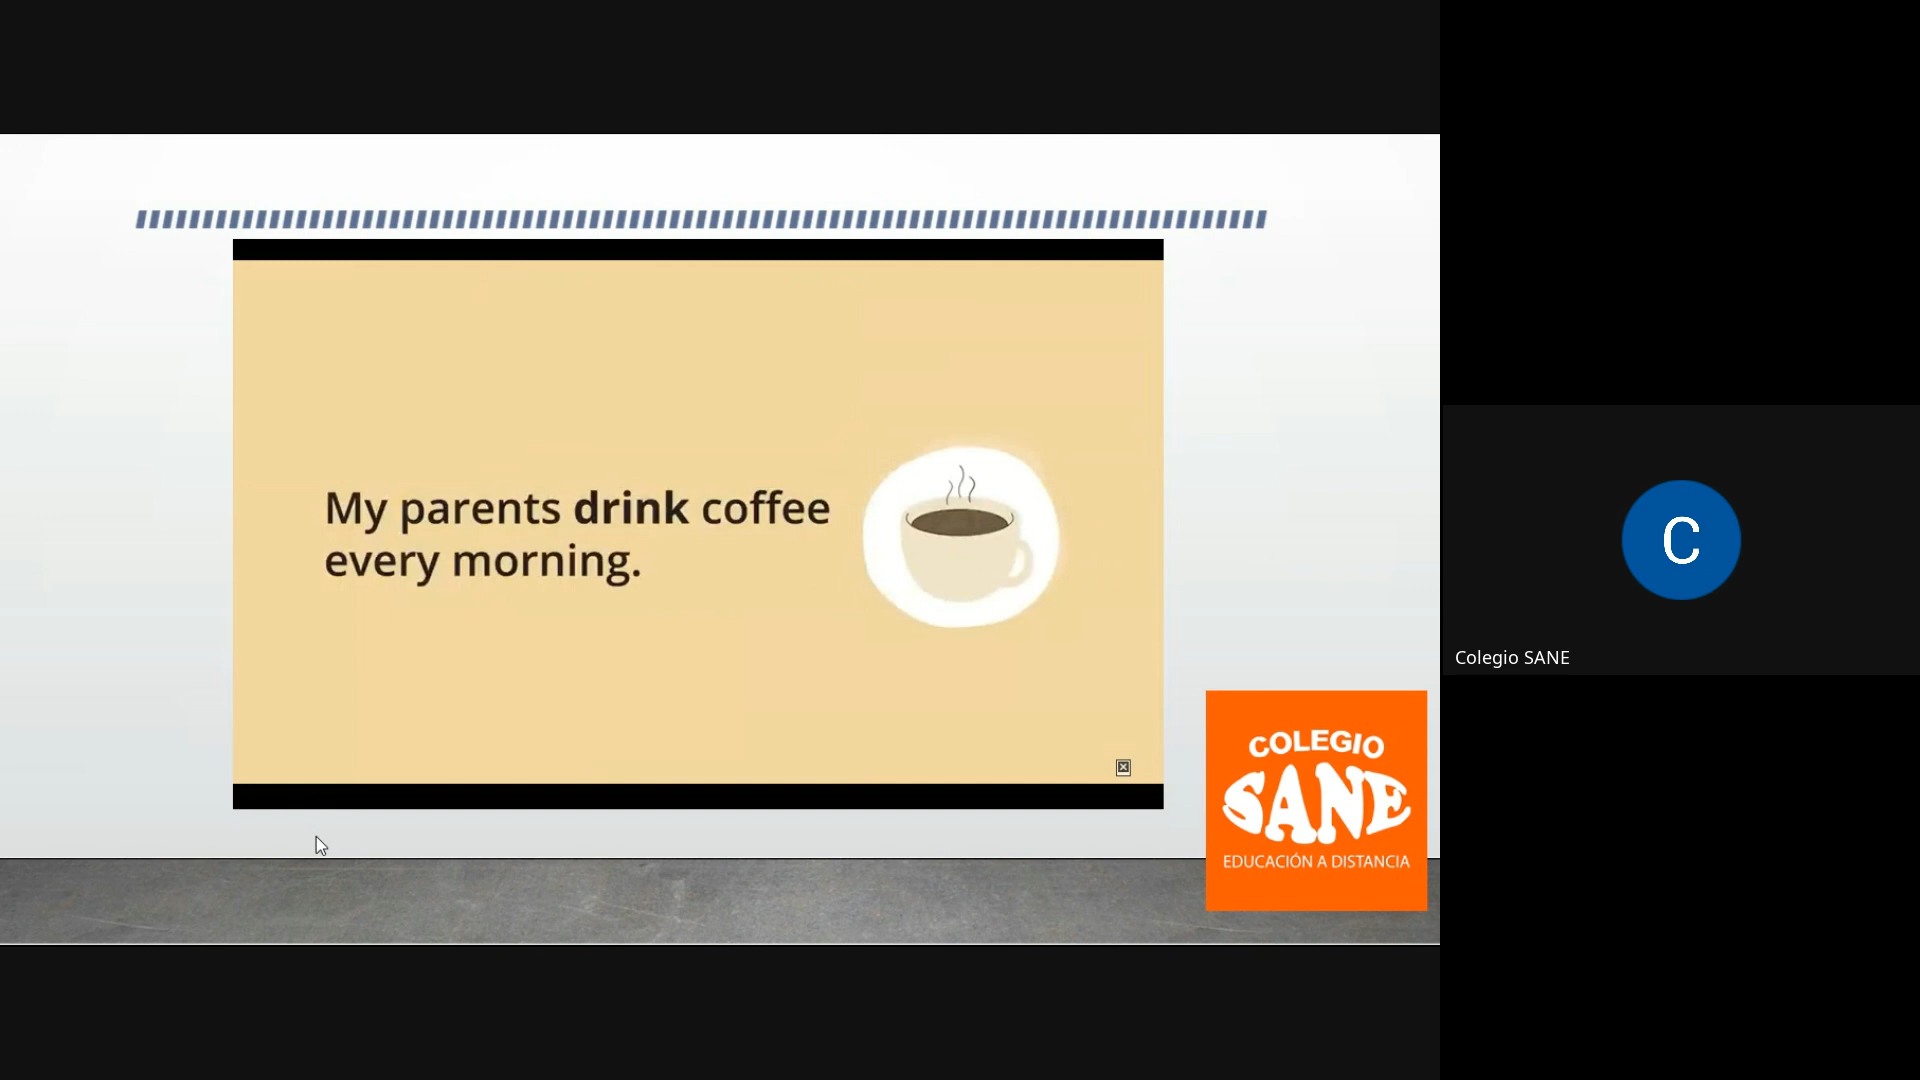 My parents drink coffee
every morning.
C
Colegio SANE
COLEGIO
SANE
EDUCACIÓN A DISTANCIA